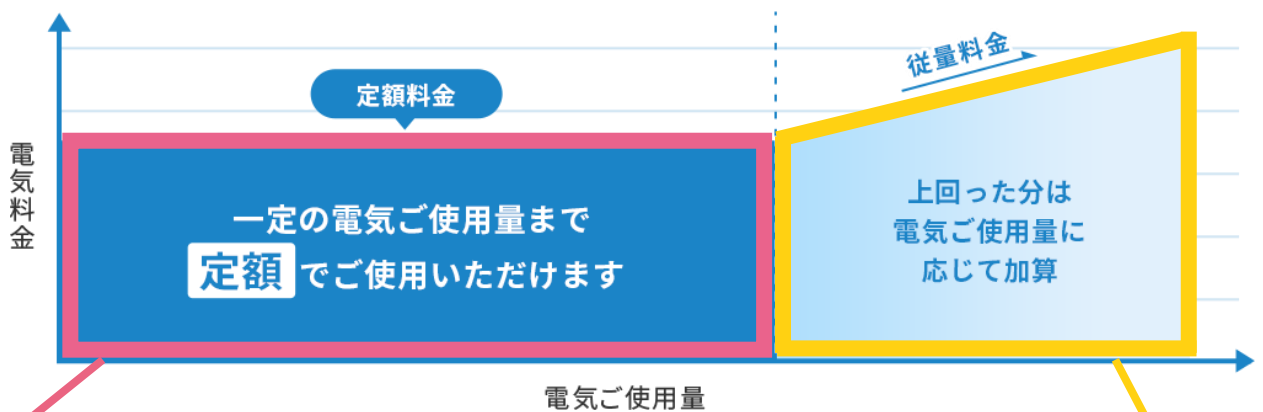 従量料金
定額料金
電気料金
一定の電気ご使用量まで
定額でご使用いただけます
上回った分は
電気ご使用量に
応じて加算
電気ご使用量